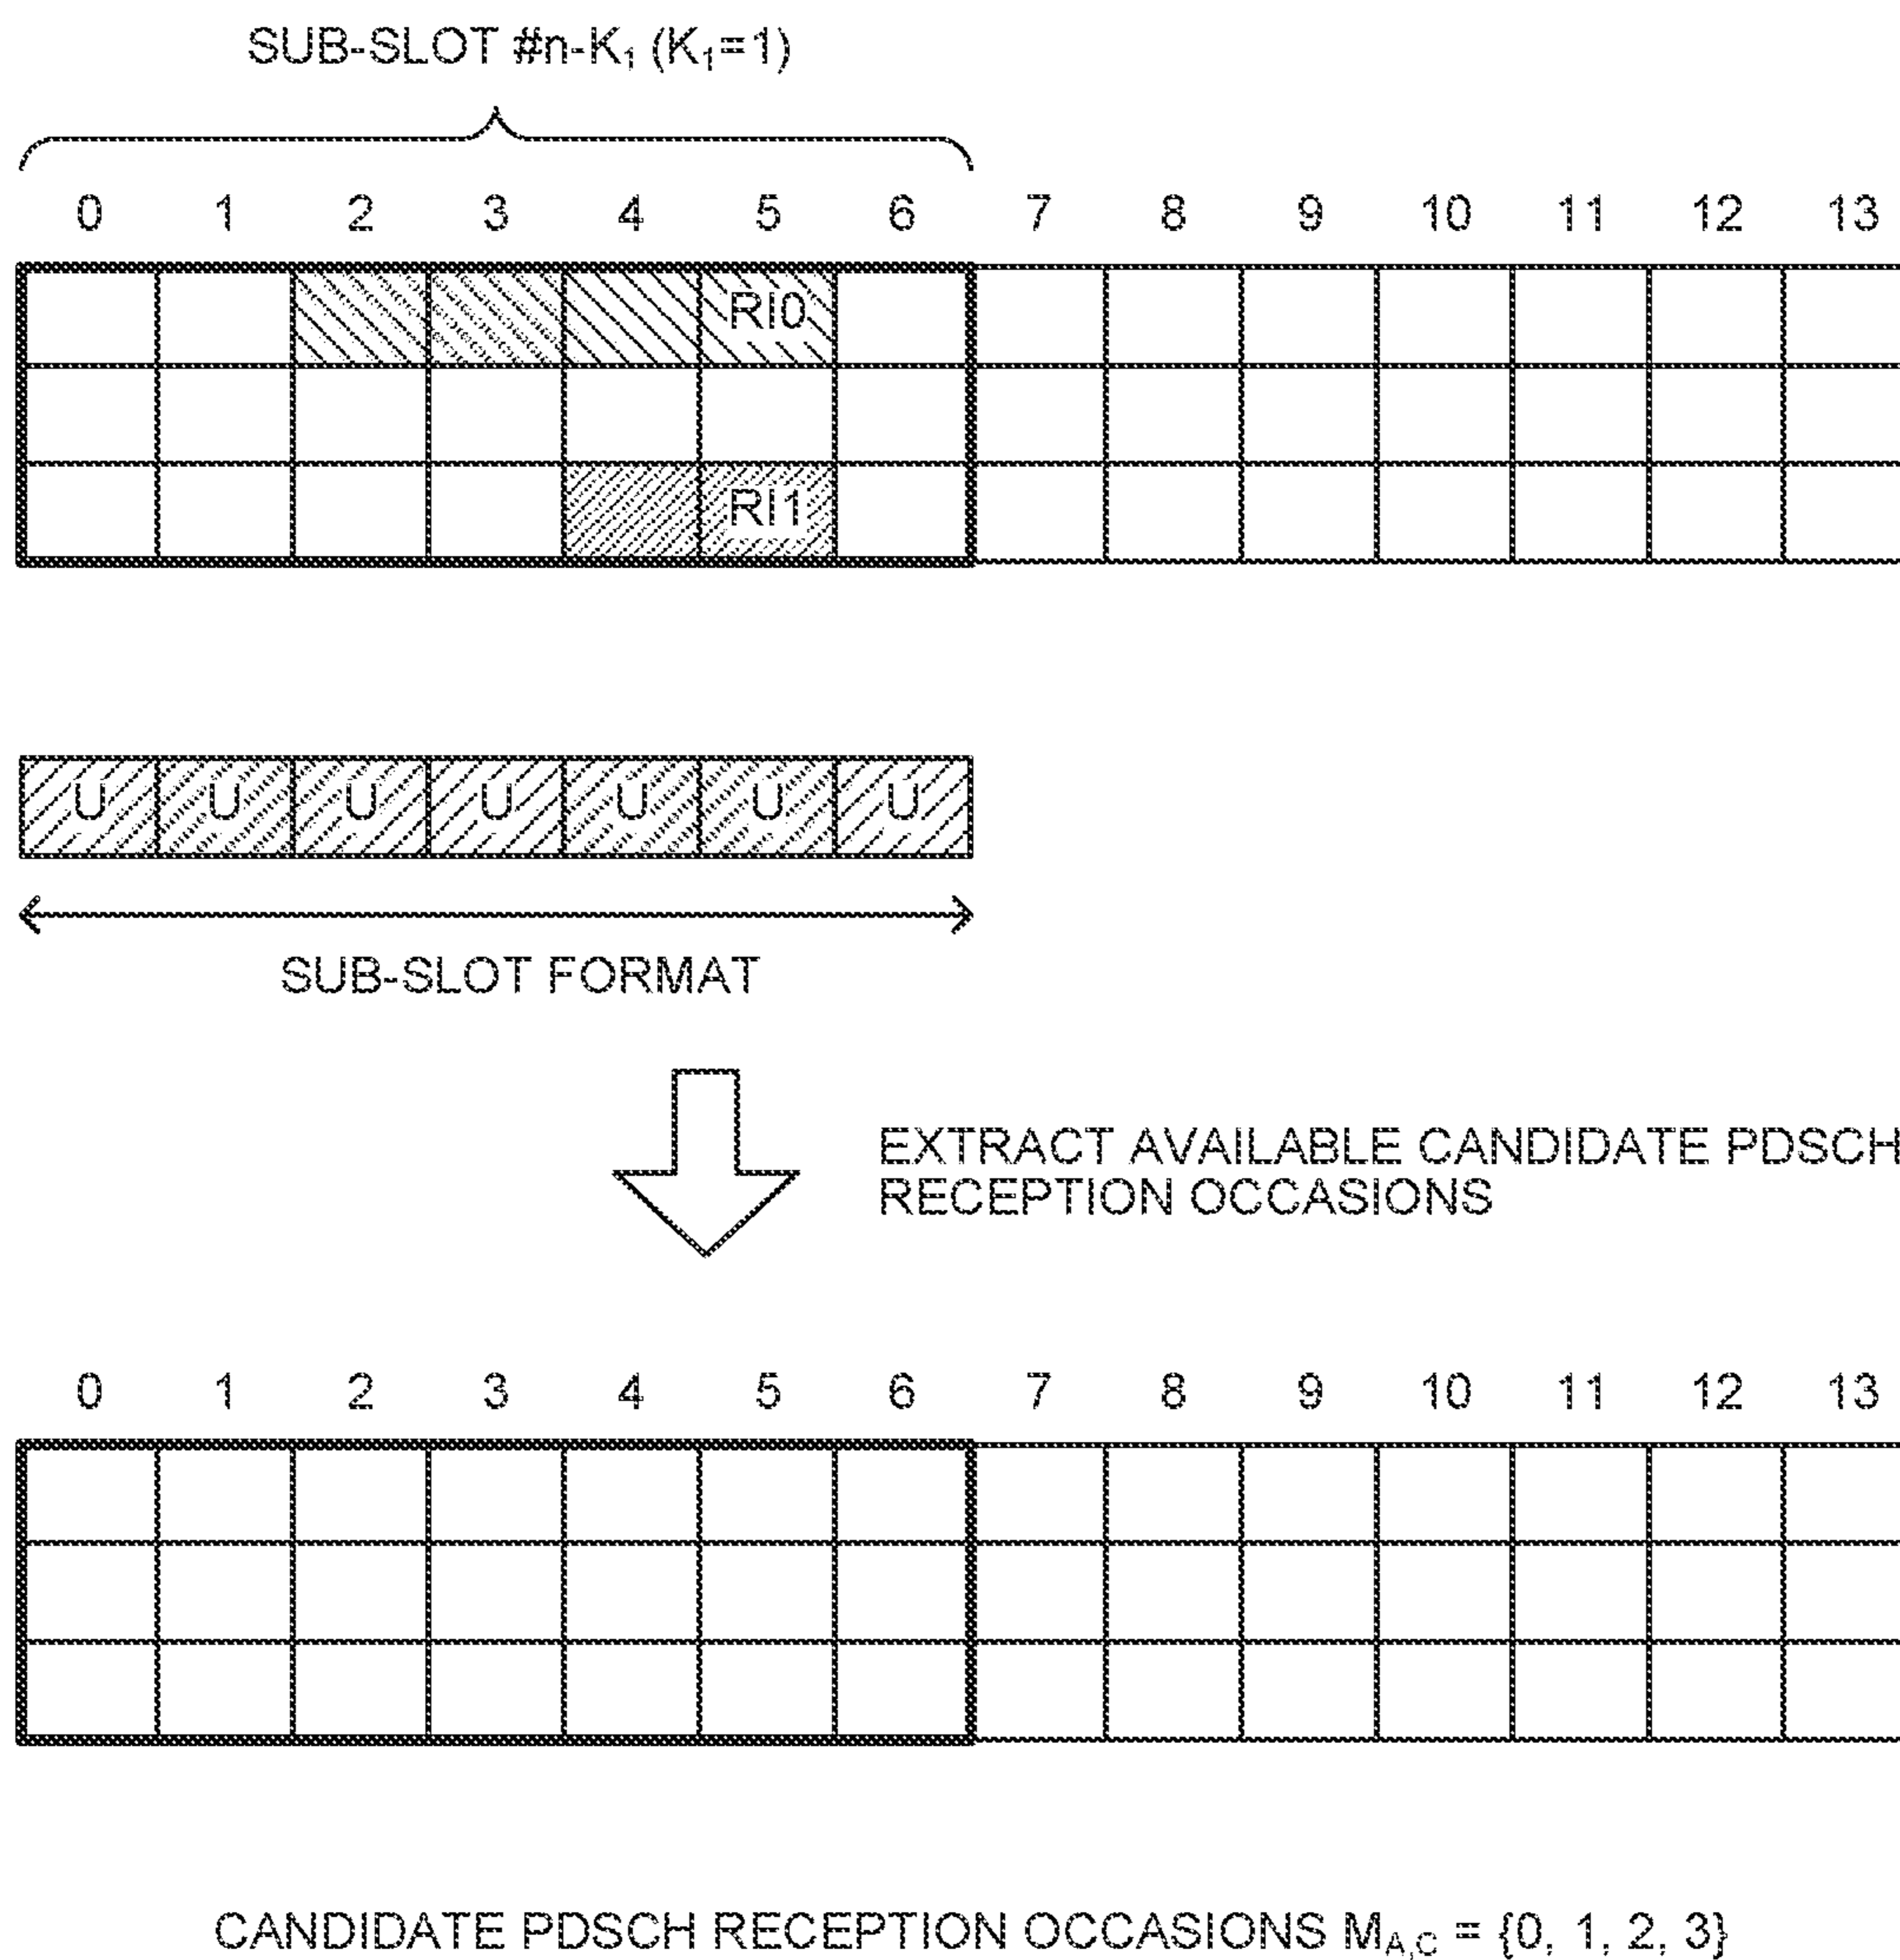 SUB-SLOT #n-K₁ (K₁=1)
0 1 2 3 4 5 6 7 8 9 10 11 12 13
RI0
RI1
U U U U U U U
SUB-SLOT FORMAT
EXTRACT AVAILABLE CANDIDATE PDSCH
RECEPTION OCCASIONS
0 1 2 3 4 5 6 7 8 9 10 11 12 13
CANDIDATE PDSCH RECEPTION OCCASIONS M_A,C = {0, 1, 2, 3}